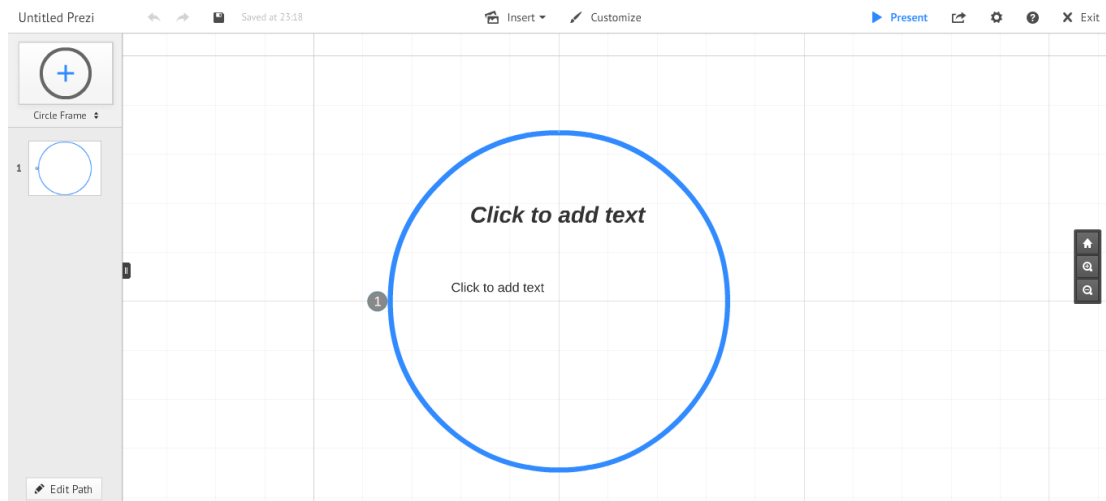 Untitled Prezi
Saved at 23:18
Insert
Customize
Present
Exit
Circle Frame
1
Click to add text
Click to add text
1
Edit Path